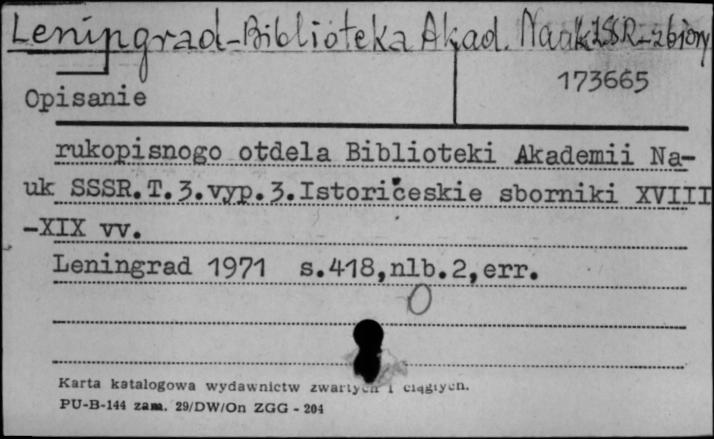 Leningrad-Biblioteka Akad. Nauk ZSRR-zbiory
173665
Opisanie
rukopisnogo otdela Biblioteki Akademii Na-
uk SSSR.T.3.vyp.3.Istoričeskie sborniki XVIII
-XIX vv.
Leningrad 1971 s.418,nlb.2,err.
Karta katalogowa wydawnictw zwartych i ciągłych.
PU-B-144 zam. 29/DW/On ZGG - 204